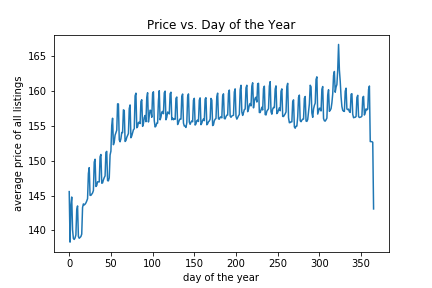 Price vs. Day of the Year
165
160
155
150
145
140
average price of all listings
0 50 100 150 200 250 300 350
day of the year